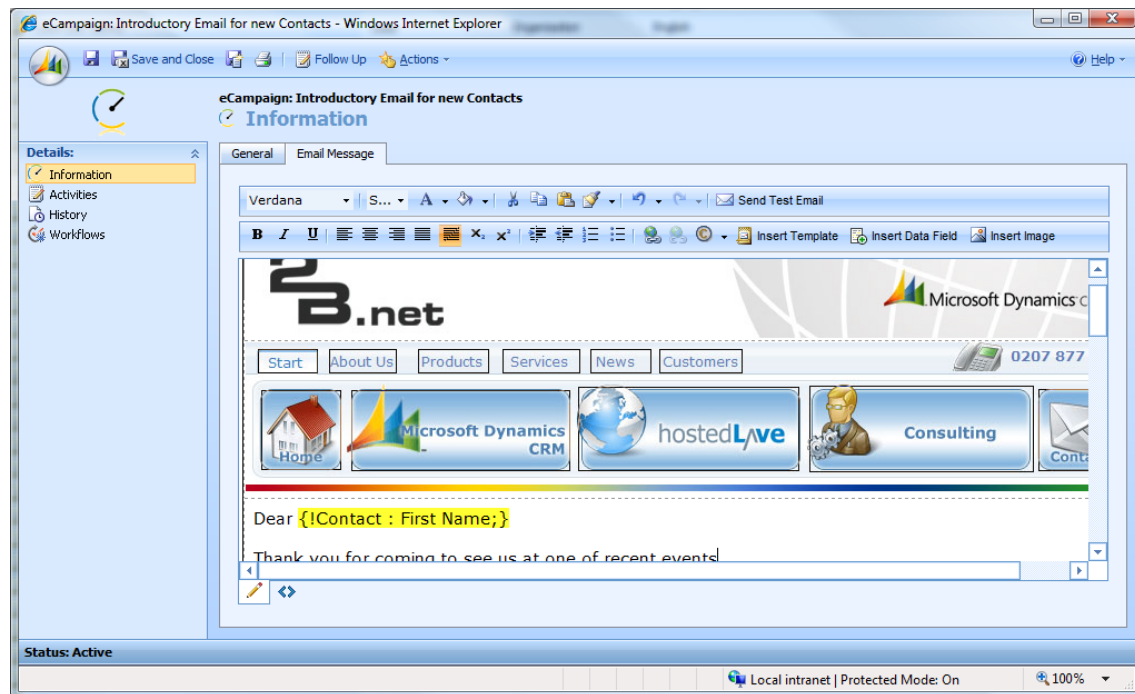 eCampaign: Introductory Email for new Contacts - Windows Internet Explorer
Save and Close Follow Up Actions Help
eCampaign: Introductory Email for new Contacts
Information
Details:
Information
Activities
History
Workflows
General Email Message
Verdana S... A Send Test Email
B I U X₂ x² Insert Template Insert Data Field Insert Image
2B.net
Microsoft Dynamics C
Start About Us Products Services News Customers 0207 877
Home
Microsoft Dynamics
CRM
hostedLIve
Consulting
Conta
Dear {!Contact : First Name;}
Thank you for coming to see us at one of recent events
Status: Active
Local intranet | Protected Mode: On 100%